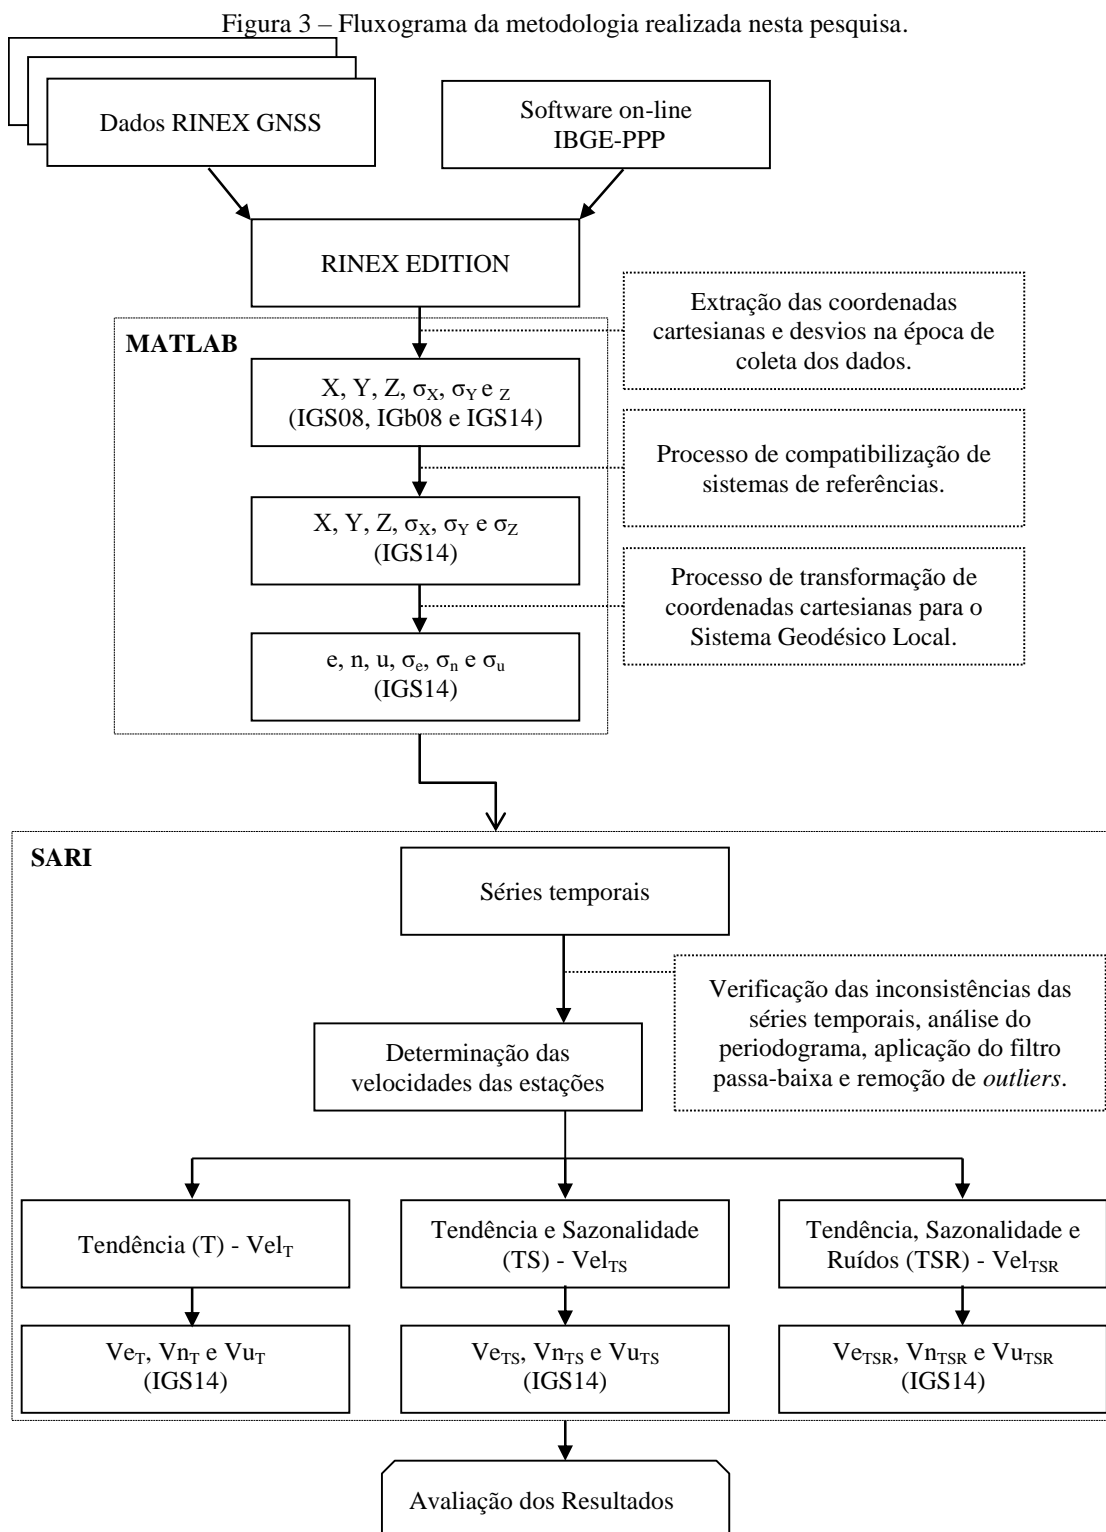 Figura 3 – Fluxograma da metodologia realizada nesta pesquisa.
Dados RINEX GNSS
Software on-line
IBGE-PPP
RINEX EDITION
Extração das coordenadas
cartesianas e desvios na época de
coleta dos dados.
MATLAB
X, Y, Z, σX, σY e Z
(IGS08, IGb08 e IGS14)
Processo de compatibilização de
sistemas de referências.
X, Y, Z, σX, σY e σZ
(IGS14)
Processo de transformação de
coordenadas cartesianas para o
Sistema Geodésico Local.
e, n, u, σe, σn e σu
(IGS14)
SARI
Séries temporais
Verificação das inconsistências das
séries temporais, análise do
periodograma, aplicação do filtro
passa-baixa e remoção de outliers.
Determinação das
velocidades das estações
Tendência (T) - VelT
Tendência e Sazonalidade
(TS) - VelTS
Tendência, Sazonalidade e
Ruídos (TSR) - VelTSR
VeT, VnT e VuT
(IGS14)
VeTS, VnTS e VuTS
(IGS14)
VeTSR, VnTSR e VuTSR
(IGS14)
Avaliação dos Resultados